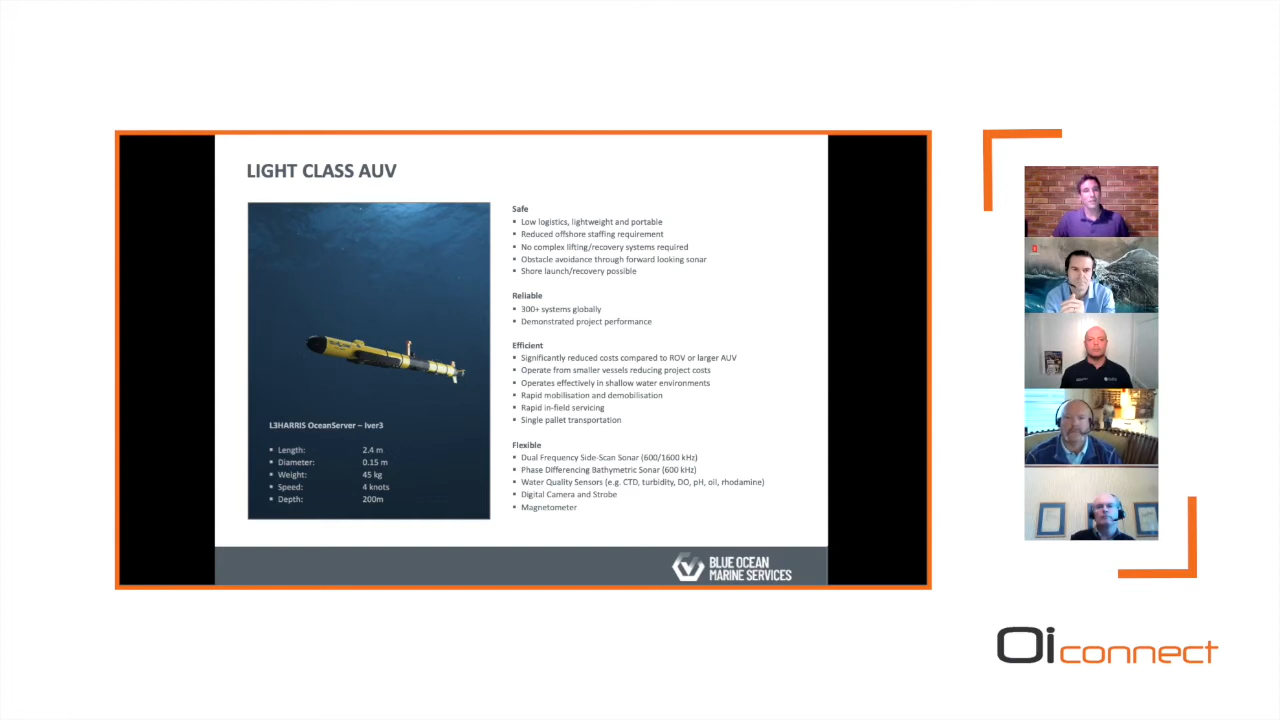 LIGHT CLASS AUV
L3HARRIS OceanServer – Iver3
▪ Length: 2.4 m
▪ Diameter: 0.15 m
▪ Weight: 45 kg
▪ Speed: 4 knots
▪ Depth: 200m
Safe
▪ Low logistics, lightweight and portable
▪ Reduced offshore staffing requirement
▪ No complex lifting/recovery systems required
▪ Obstacle avoidance through forward looking sonar
▪ Shore launch/recovery possible
Reliable
▪ 300+ systems globally
▪ Demonstrated project performance
Efficient
▪ Significantly reduced costs compared to ROV or larger AUV
▪ Operate from smaller vessels reducing project costs
▪ Operates effectively in shallow water environments
▪ Rapid mobilisation and demobilisation
▪ Rapid in-field servicing
▪ Single pallet transportation
Flexible
▪ Dual Frequency Side-Scan Sonar (600/1600 kHz)
▪ Phase Differencing Bathymetric Sonar (600 kHz)
▪ Water Quality Sensors (e.g. CTD, turbidity, DO, pH, oil, rhodamine)
▪ Digital Camera and Strobe
▪ Magnetometer
BLUE OCEAN
MARINE SERVICES
Oi connect